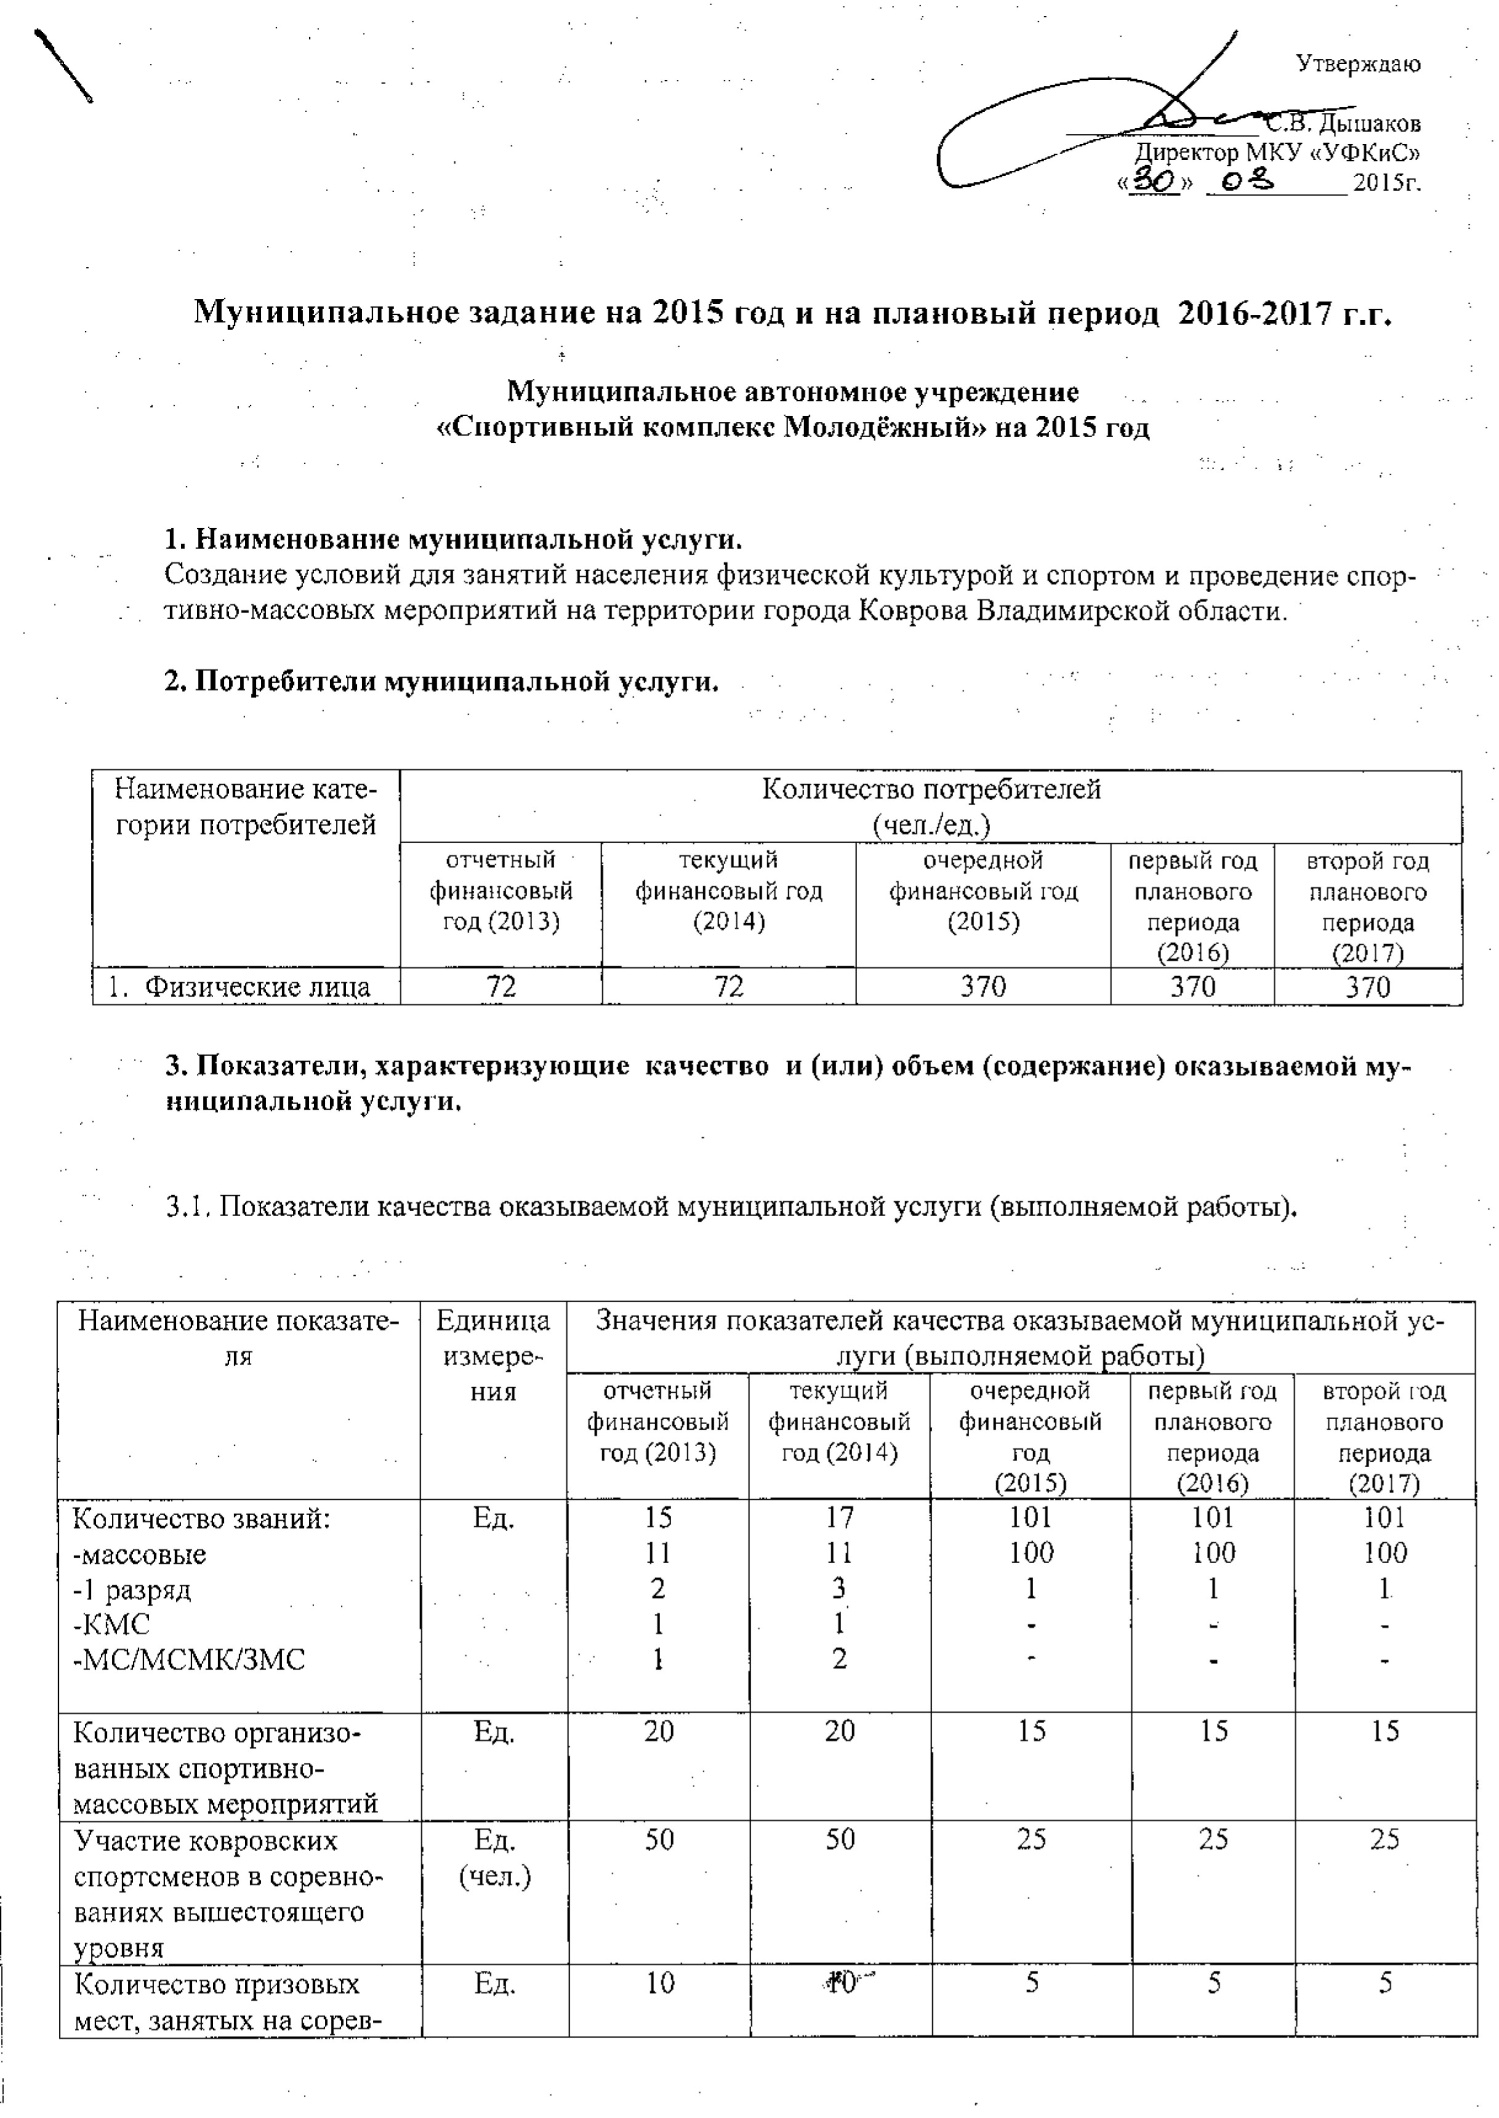 Утверждаю
С.В. Дышаков
Директор МКУ «УФКиС»
«30» 03 2015г.
Муниципальное задание на 2015 год и на плановый период 2016-2017 г.г.
Муниципальное автономное учреждение
«Спортивный комплекс Молодёжный» на 2015 год
1. Наименование муниципальной услуги.
Создание условий для занятий населения физической культурой и спортом и проведение спор-
тивно-массовых мероприятий на территории города Коврова Владимирской области.
2. Потребители муниципальной услуги.
Наименование кате-
гории потребителей
Количество потребителей
(чел./ед.)
отчетный
финансовый
год (2013)
текущий
финансовый год
(2014)
очередной
финансовый год
(2015)
первый год
планового
периода
(2016)
второй год
планового
периода
(2017)
1. Физические лица 72 72 370 370 370
3. Показатели, характеризующие качество и (или) объем (содержание) оказываемой му-
ниципальной услуги.
3.1. Показатели качества оказываемой муниципальной услуги (выполняемой работы).
Наименование показате-
ля
Единица
измере-
ния
Значения показателей качества оказываемой муниципальной ус-
луги (выполняемой работы)
отчетный
финансовый
год (2013)
текущий
финансовый
год (2014)
очередной
финансовый
год
(2015)
первый год
планового
периода
(2016)
второй год
планового
периода
(2017)
Количество званий: Ед. 15 17 101 101 101
-массовые 11 11 100 100 100
-1 разряд 2 3 1 1 1
-КМС 1 1 - - -
-МС/МСМК/ЗМС 1 2 - - -
Количество организо- Ед. 20 20 15 15 15
ванных спортивно-
массовых мероприятий
Участие ковровских Ед. 50 50 25 25 25
спортсменов в соревно- (чел.)
ваниях вышестоящего
уровня
Количество призовых Ед. 10 10 5 5 5
мест, занятых на сорев-